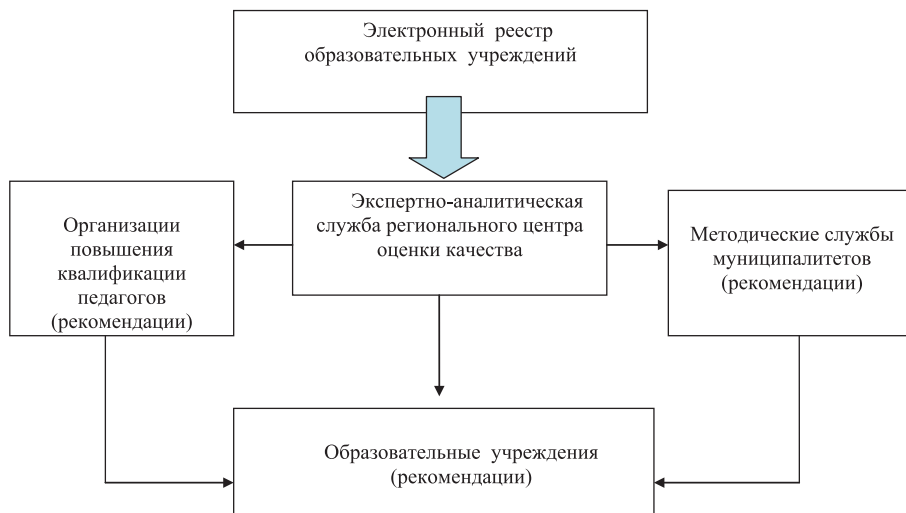 Электронный реестр
образовательных учреждений
Экспертно-аналитическая
служба регионального центра
оценки качества
Организации
повышения
квалификации
педагогов
(рекомендации)
Методические службы
муниципалитетов
(рекомендации)
Образовательные учреждения
(рекомендации)